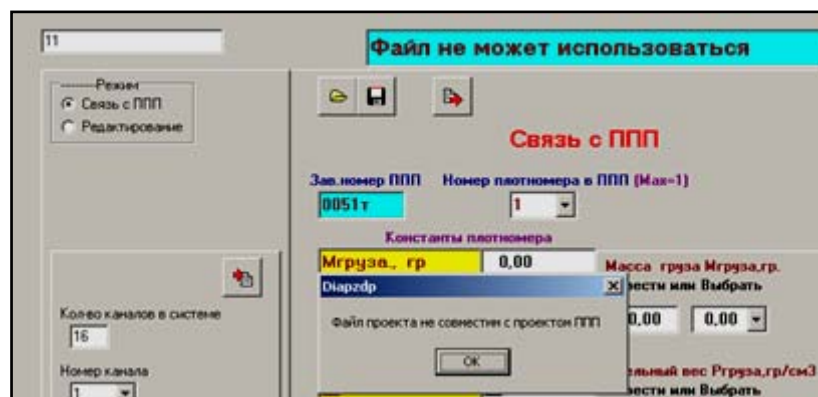 11
Файл не может использоваться
Режим
Связь с ППП
Редактирование
Связь с ППП
Зав.номер ППП
Номер плотномера в ППП (Max=1)
0051т
1
Константы плотномера
Мгруза., гр
0,00
Масса груза Мгруза,гр.
вести или Выбрать
0,00
0,00
Diapzdp
Файл проекта не совместим с проектом ППП
OK
Кол-во каналов в системе
16
Номер канала
1
ельный вес Ргруза,гр/см3
вести или Выбрать